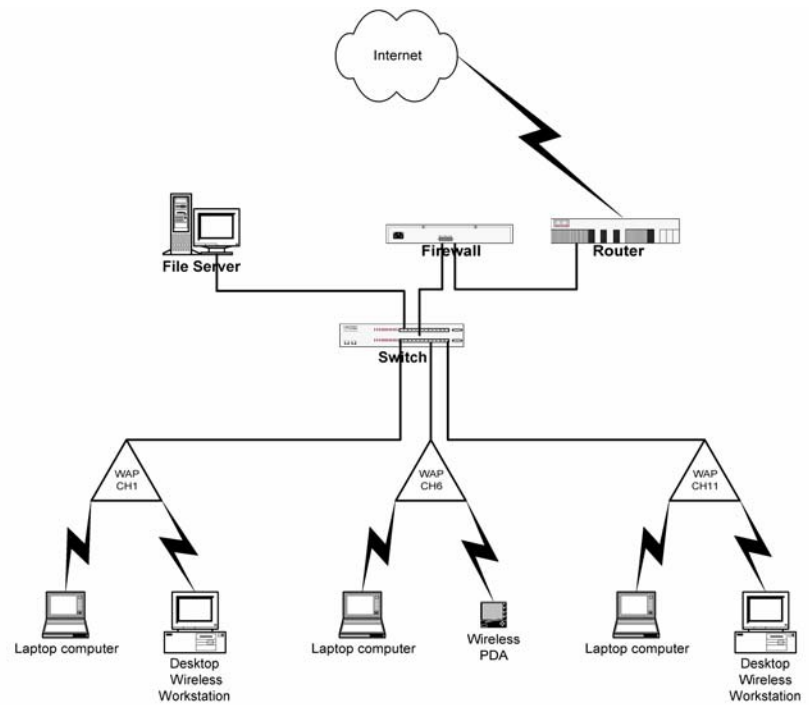 Internet
File Server
Firewall
Router
Switch
WAP
CH1
WAP
CH6
WAP
CH11
Laptop computer
Desktop
Wireless
Workstation
Laptop computer
Wireless
PDA
Laptop computer
Desktop
Wireless
Workstation